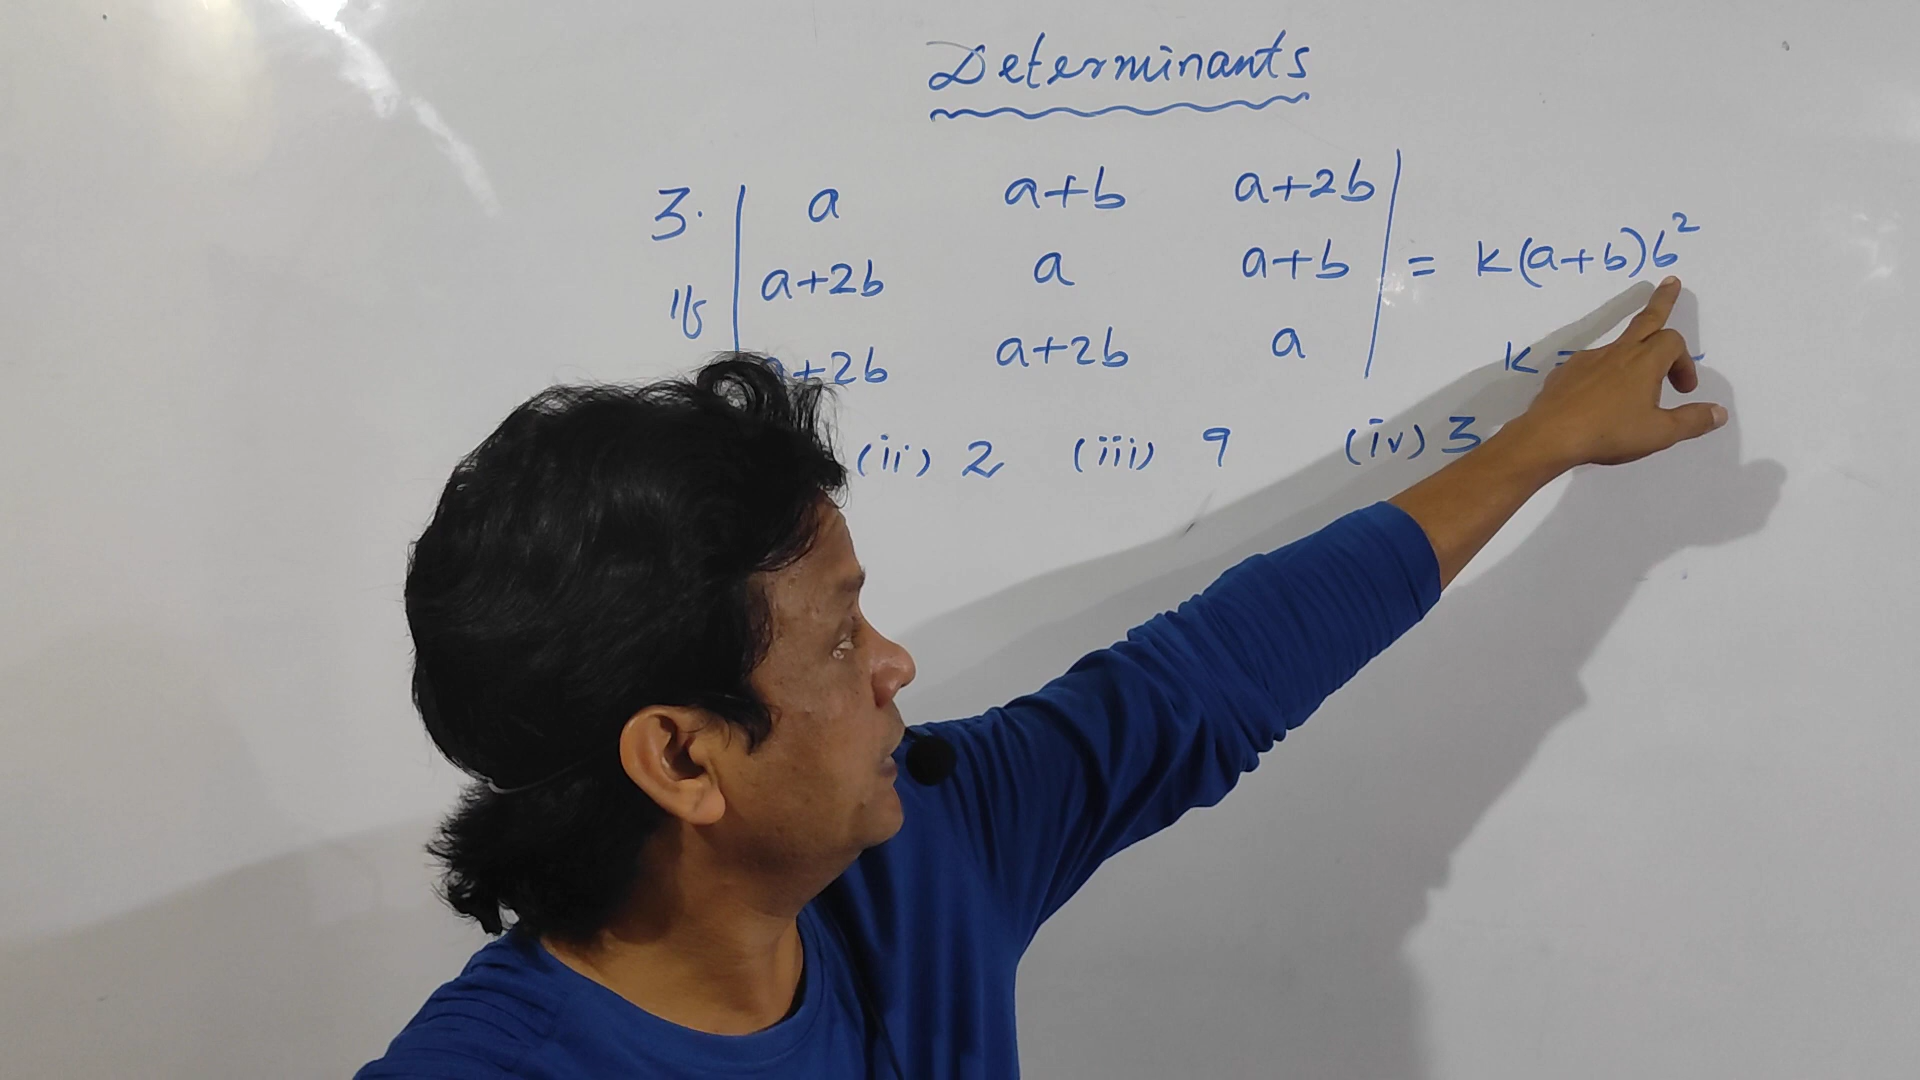 Determinants
3. | a a+b a+2b |
If | a+2b a a+b | = k(a+b)b²
a+2b a+2b a k =
(ii) 2 (iii) 9 (iv) 3